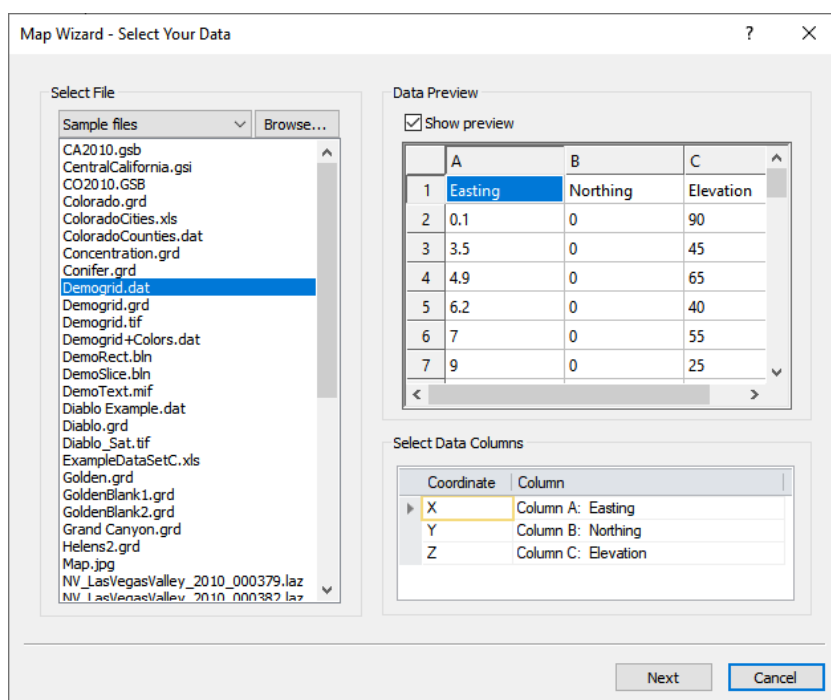 Map Wizard - Select Your Data
Select File
Sample files
Browse...
CA2010.gsb
CentralCalifornia.gsi
CO2010.GSB
Colorado.grd
ColoradoCities.xls
ColoradoCounties.dat
Concentration.grd
Conifer.grd
Demogrid.dat
Demogrid.grd
Demogrid.tif
Demogrid+Colors.dat
DemoRect.bln
DemoSlice.bln
DemoText.mif
Diablo Example.dat
Diablo.grd
Diablo_Sat.tif
ExampleDataSetC.xls
Golden.grd
GoldenBlank1.grd
GoldenBlank2.grd
Grand Canyon.grd
Helens2.grd
Map.jpg
NV_LasVegasValley_2010_000379.laz
NV_LasVegasValley_2010_000382.laz
Data Preview
Show preview
A B C
1 Easting Northing Elevation
2 0.1 0 90
3 3.5 0 45
4 4.9 0 65
5 6.2 0 40
6 7 0 55
7 9 0 25
Select Data Columns
Coordinate Column
X Column A: Easting
Y Column B: Northing
Z Column C: Elevation
Next
Cancel